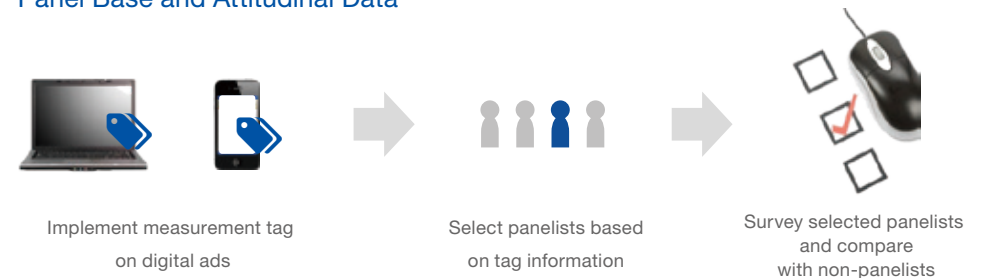 Panel Base and Attitudinal Data
Implement measurement tag
on digital ads
Select panelists based
on tag information
Survey selected panelists
and compare
with non-panelists